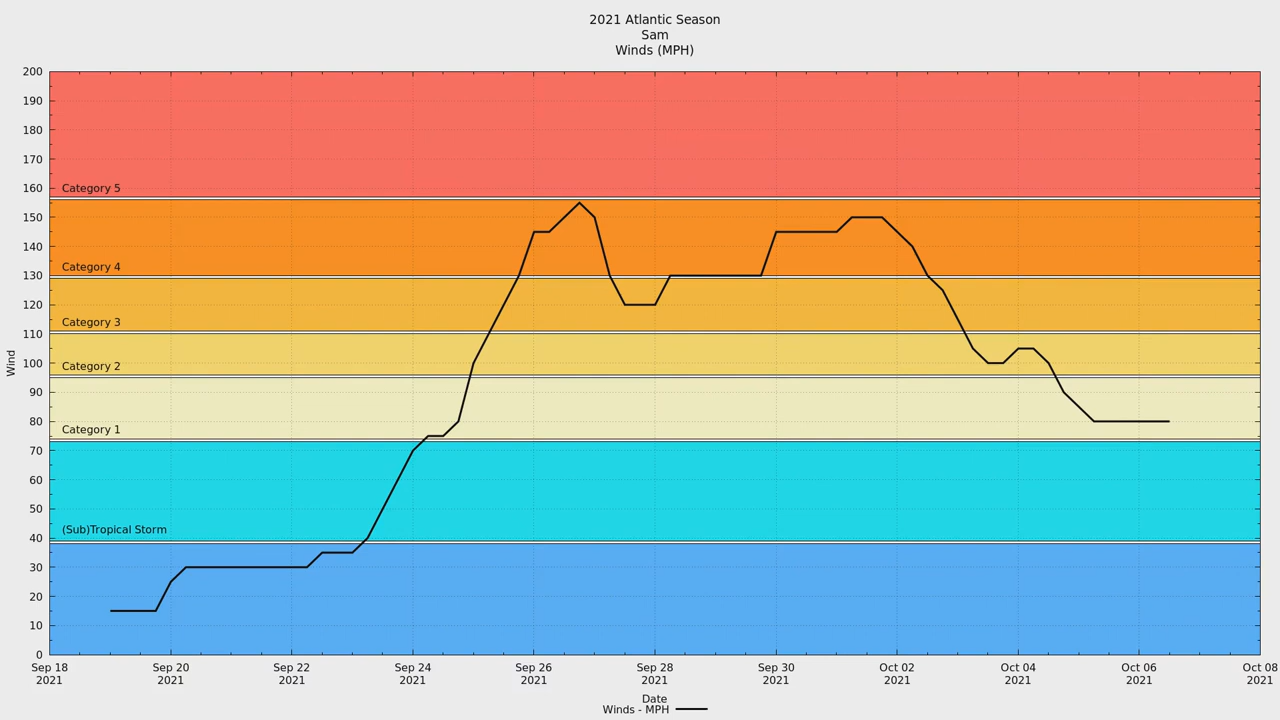 2021 Atlantic Season
Sam
Winds (MPH)
200
190
180
170
160
150
140
130
120
110
100
90
80
70
60
50
40
30
20
10
0
Wind
Category 5
Category 4
Category 3
Category 2
Category 1
(Sub)Tropical Storm
Sep 18 Sep 20 Sep 22 Sep 24 Sep 26 Sep 28 Sep 30 Oct 02 Oct 04 Oct 06 Oct 08
2021 2021 2021 2021 2021 2021 2021 2021 2021 2021 2021
Date
Winds - MPH